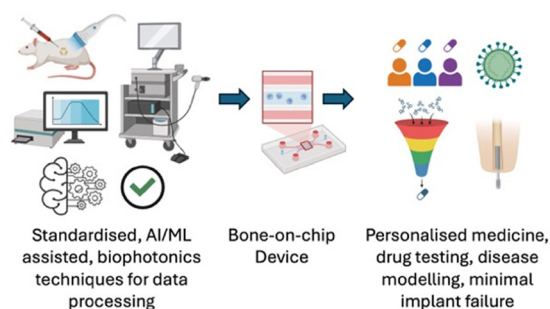 Standardised, AI/ML
assisted, biophotonics
techniques for data
processing
Bone-on-chip
Device
Personalised medicine,
drug testing, disease
modelling, minimal
implant failure